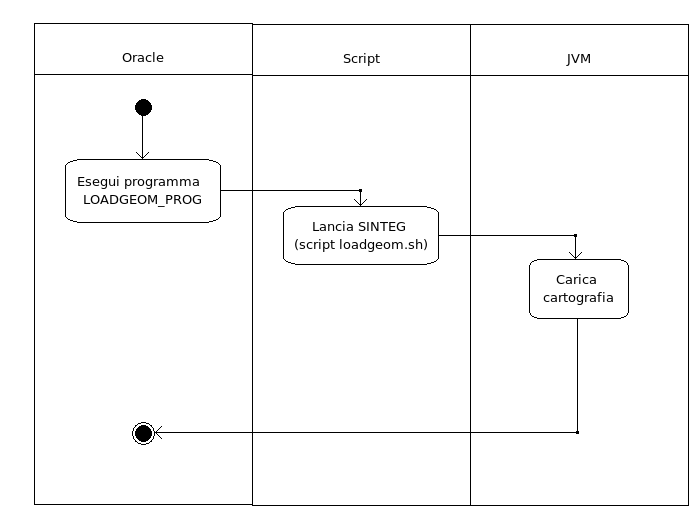 Oracle
Script
JVM
Esegui programma
LOADGEOM_PROG
Lancia SINTEG
(script loadgeom.sh)
Carica
cartografia